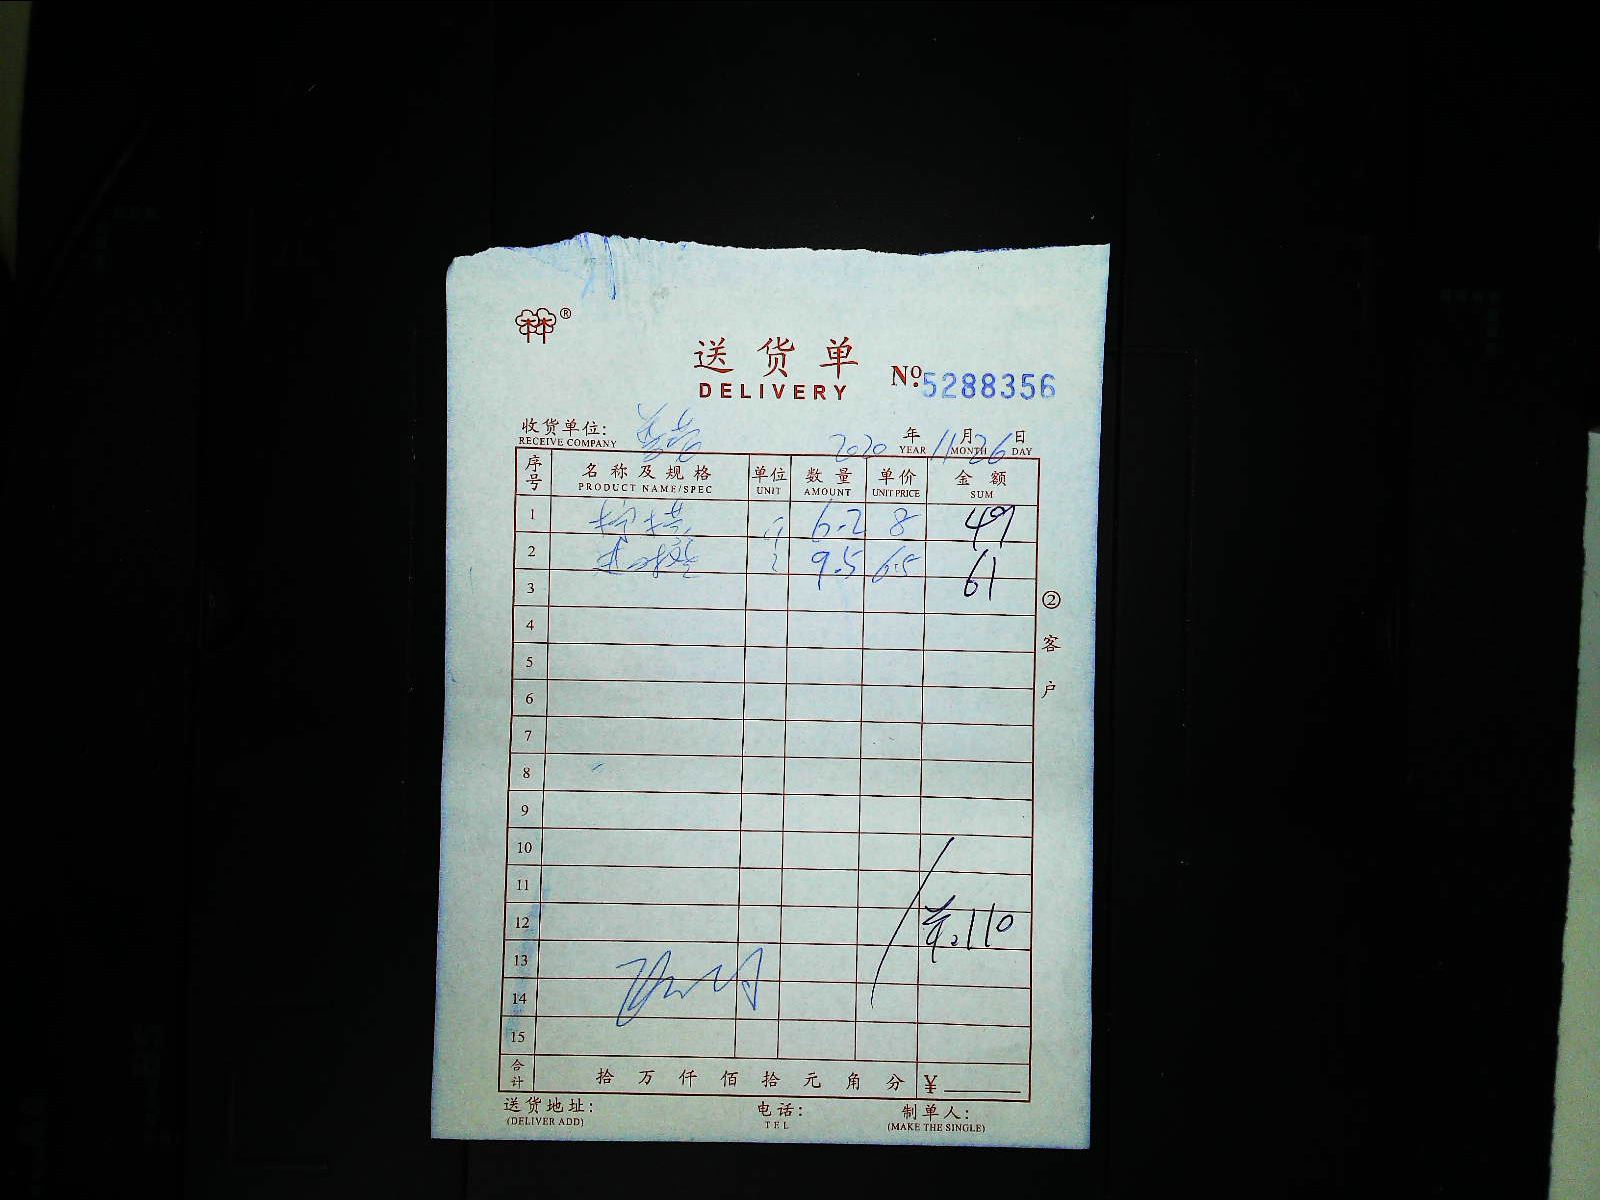 林®
送货单
DELIVERY
№ 5288356
收货单位:
RECEIVE COMPANY
2020 年 11 月 26 日
YEAR MONTH DAY
序号 名称及规格 单位 数量 单价 金额
PRODUCT NAME/SPEC UNIT AMOUNT UNIT PRICE SUM
1 柠檬 斤 6.2 8 49
2 9.5 6.5 61
3
4
5
6
7
8
9
10
11
12 110
13
14
15
合计 拾 万 仟 佰 拾 元 角 分 ¥
② 客户
送货地址: 电话: 制单人:
(DELIVER ADD) TEL (MAKE THE SINGLE)